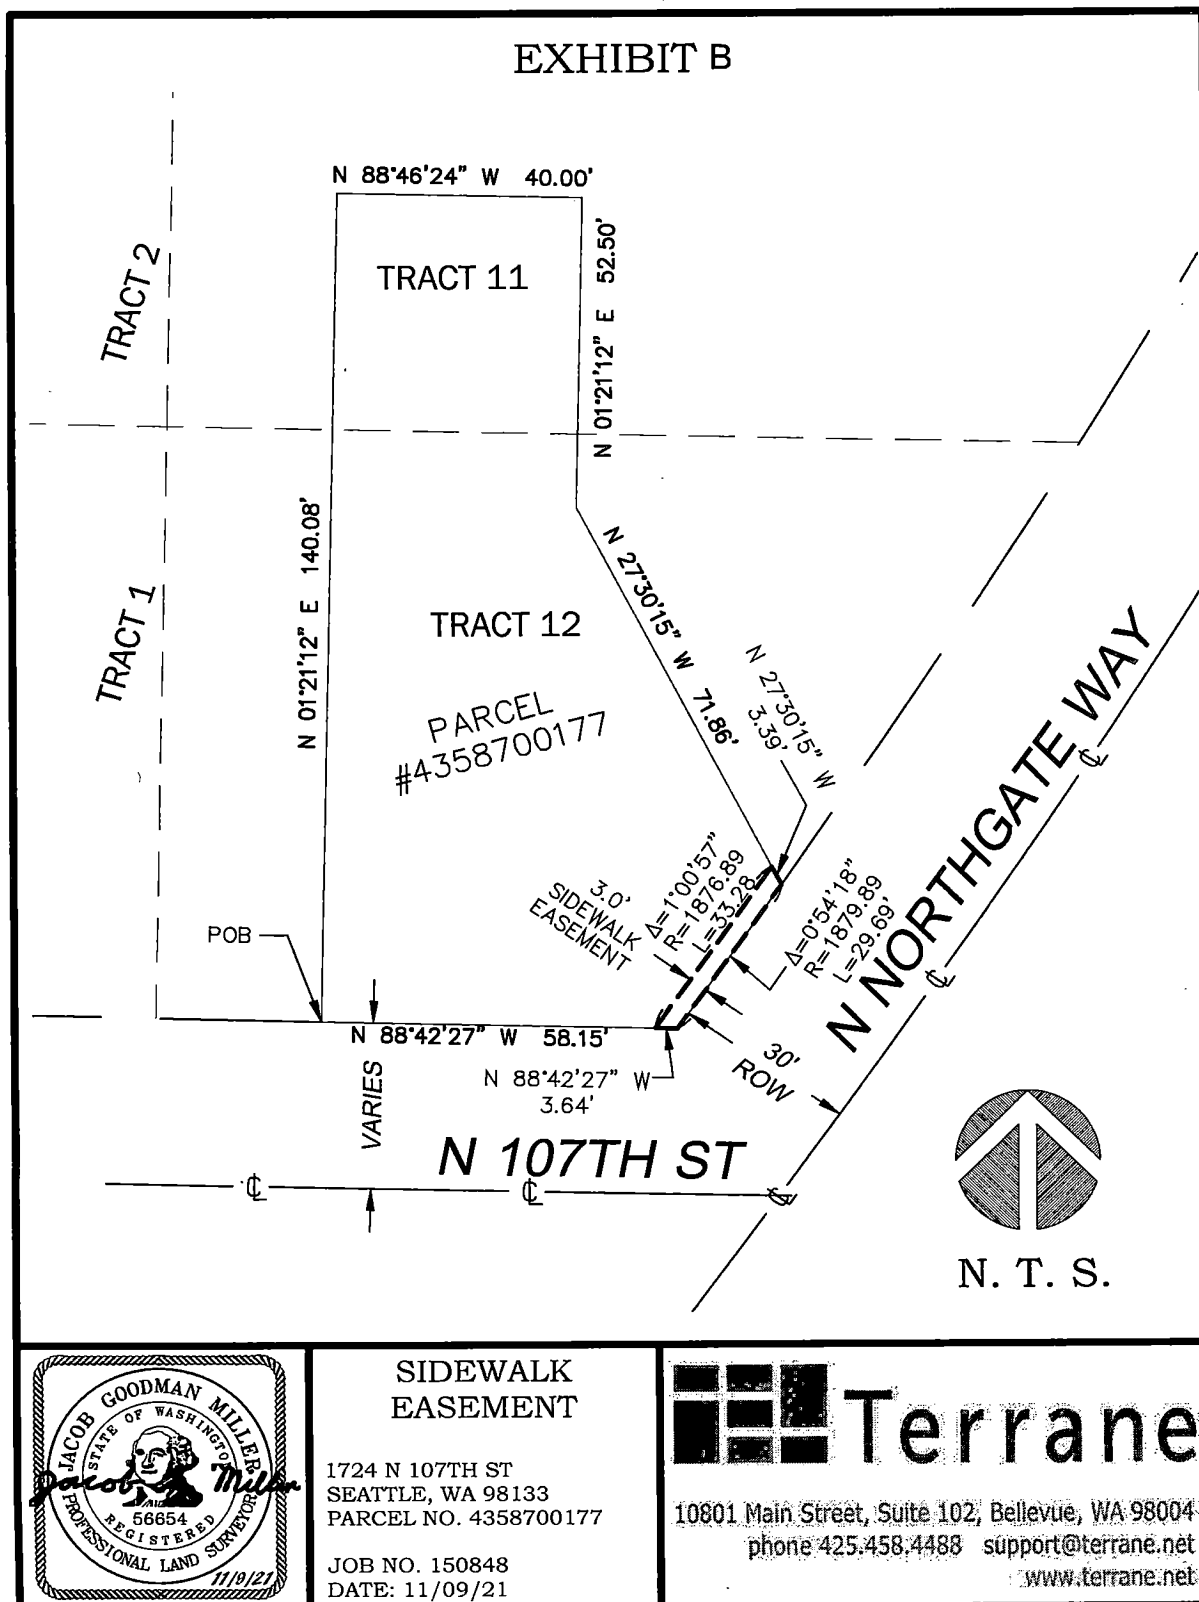 EXHIBIT B
N 88°46'24" W 40.00'
TRACT 2
TRACT 11
N 01°21'12" E 52.50'
N 01°21'12" E 140.08'
TRACT 1
TRACT 12
N 27°30'15" W 71.86'
N 27°30'15" W
3.39'
PARCEL
#4358700177
N NORTHGATE WAY
3.0'
SIDEWALK
EASEMENT
Δ=1°00'57"
R=1876.89
L=33.28
Δ=0°54'18"
R=1879.89
L=29.69'
POB
N 88°42'27" W 58.15'
N 88°42'27" W
3.64'
VARIES
30'
ROW
N 107TH ST
N. T. S.
JACOB GOODMAN MILLER
STATE OF WASHINGTON
Jacob G Miller
56654
REGISTERED
PROFESSIONAL LAND SURVEYOR
11/9/21
SIDEWALK
EASEMENT
1724 N 107TH ST
SEATTLE, WA 98133
PARCEL NO. 4358700177
JOB NO. 150848
DATE: 11/09/21
Terrane
10801 Main Street, Suite 102, Bellevue, WA 98004
phone 425.458.4488 support@terrane.net
www.terrane.net